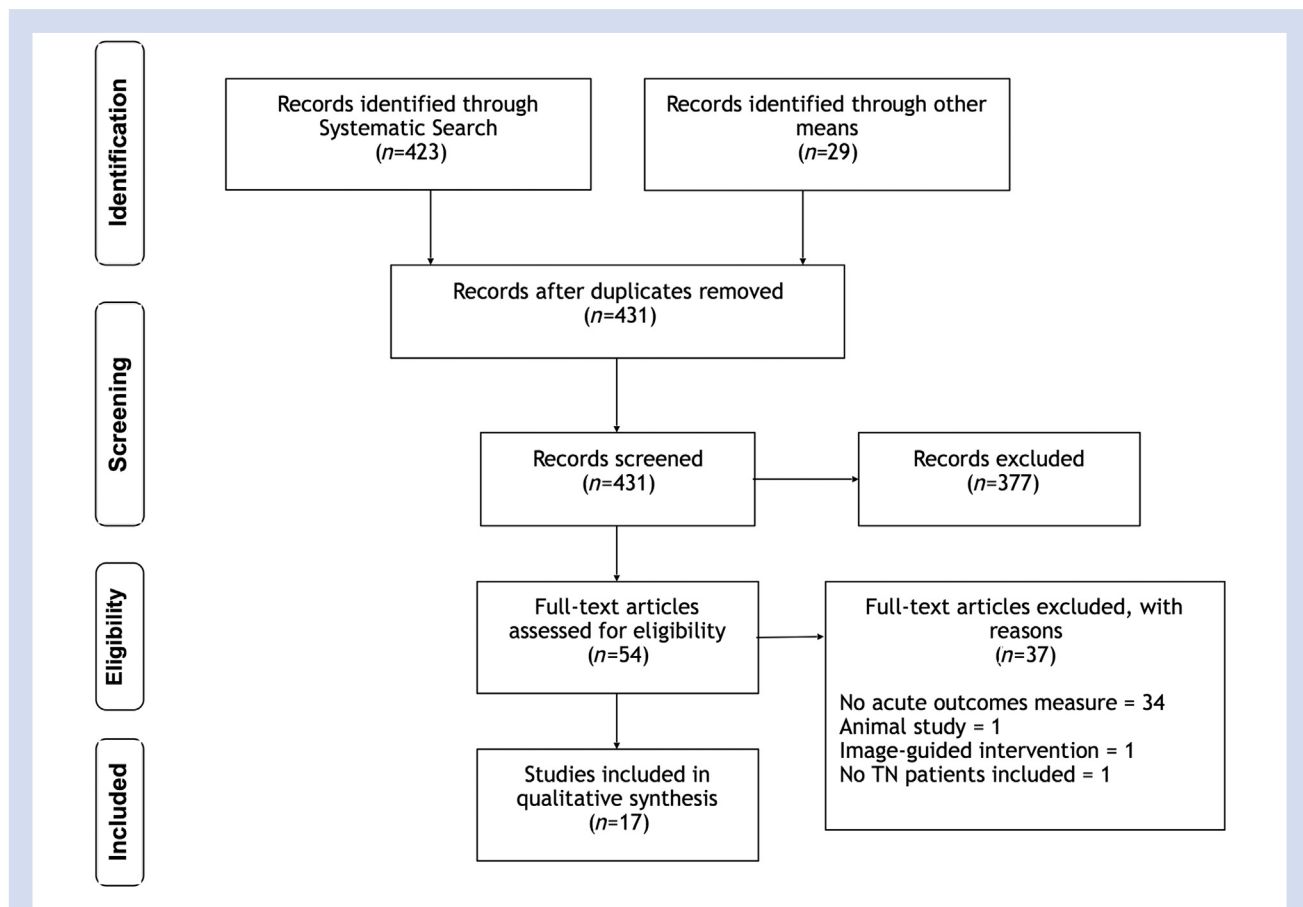 Identification
Records identified through
Systematic Search
(n=423)
Records identified through other
means
(n=29)
Records after duplicates removed
(n=431)
Screening
Records screened
(n=431)
Records excluded
(n=377)
Eligibility
Full-text articles
assessed for eligibility
(n=54)
Full-text articles excluded, with
reasons
(n=37)
No acute outcomes measure = 34
Animal study = 1
Image-guided intervention = 1
No TN patients included = 1
Included
Studies included in
qualitative synthesis
(n=17)